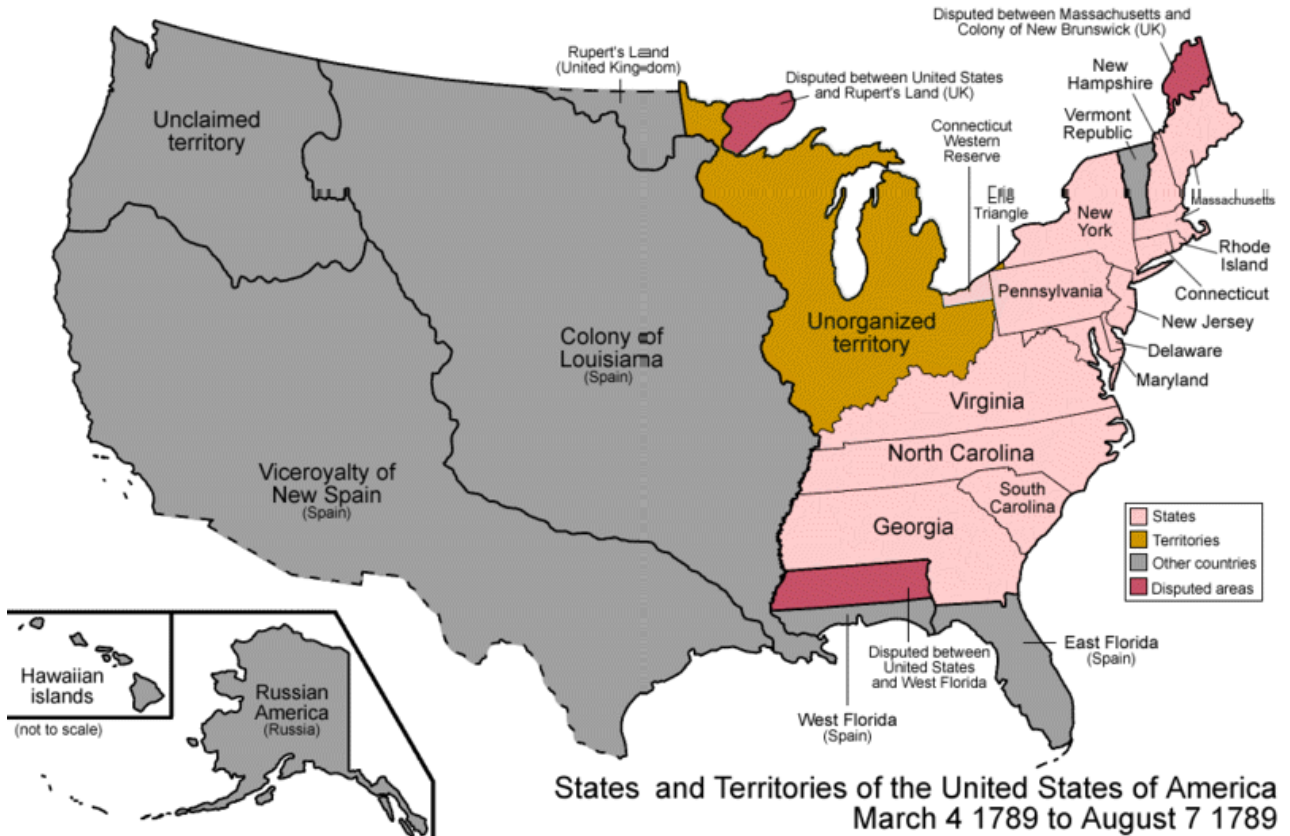 Disputed between Massachusetts and
Colony of New Brunswick (UK)
Rupert's Land
(United Kingdom)
Disputed between United States
and Rupert's Land (UK)
New
Hampshire
Vermont
Republic
Connecticut
Western
Reserve
Unclaimed
territory
Erie
Triangle
Massachusetts
New
York
Rhode
Island
Pennsylvania
Connecticut
New Jersey
Unorganized
territory
Colony of
Louisiama
(Spain)
Delaware
Maryland
Virginia
North Carolina
Viceroyalty of
New Spain
(Spain)
South
Carolina
Georgia
States
Territories
Other countries
Disputed areas
East Florida
(Spain)
Disputed between
United States
and West Florida
West Florida
(Spain)
Hawaiian
islands
(not to scale)
Russian
America
(Russia)
States and Territories of the United States of America
March 4 1789 to August 7 1789